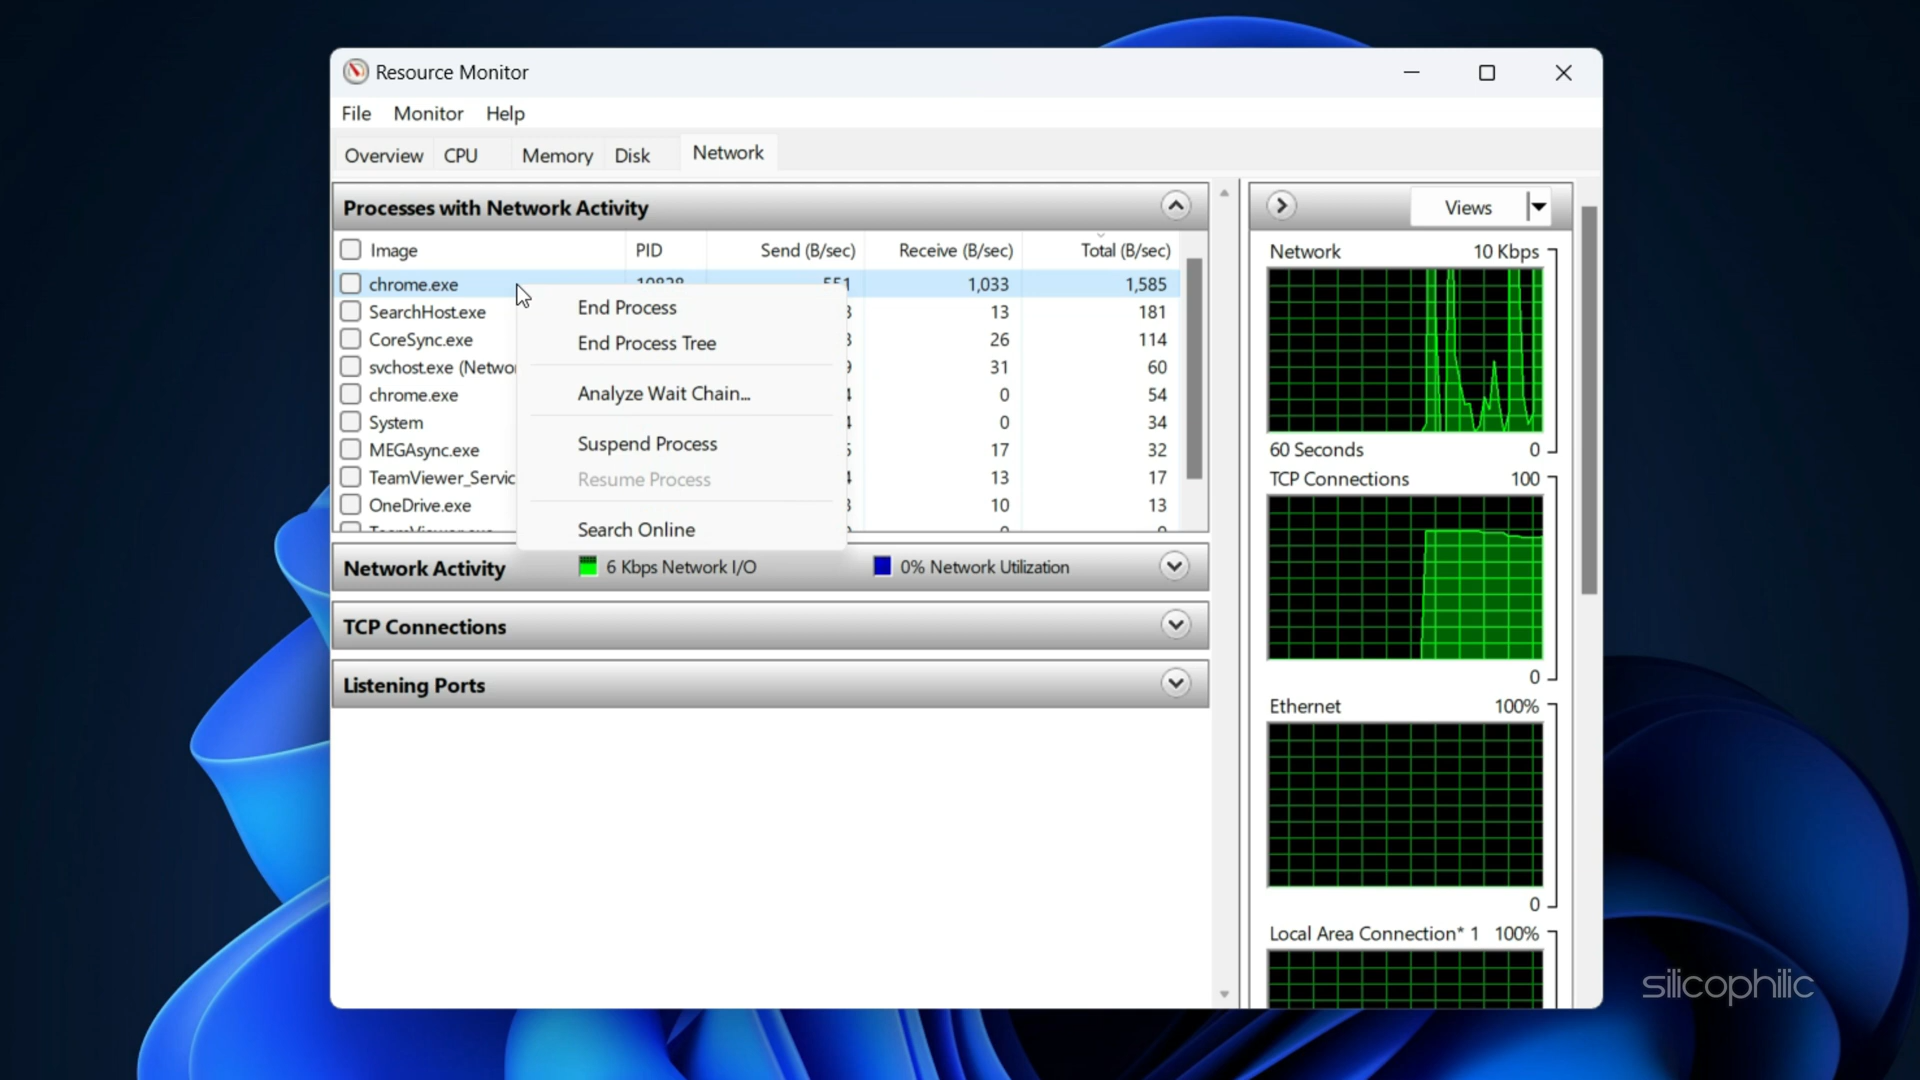 Resource Monitor
File Monitor Help
Overview CPU Memory Disk Network
Processes with Network Activity
Views
Image PID Send (B/sec) Receive (B/sec) Total (B/sec)
chrome.exe 10828 551 1,033 1,585
SearchHost.exe 13 181
CoreSync.exe 26 114
svchost.exe (Netwo 31 60
chrome.exe 0 54
System 0 34
MEGAsync.exe 17 32
TeamViewer_Servic 13 17
OneDrive.exe 10 13
End Process
End Process Tree
Analyze Wait Chain...
Suspend Process
Resume Process
Search Online
Network Activity 6 Kbps Network I/O 0% Network Utilization
TCP Connections
Listening Ports
Network 10 Kbps
60 Seconds 0
TCP Connections 100
0
Ethernet 100%
0
Local Area Connection* 1 100%
silicophilic